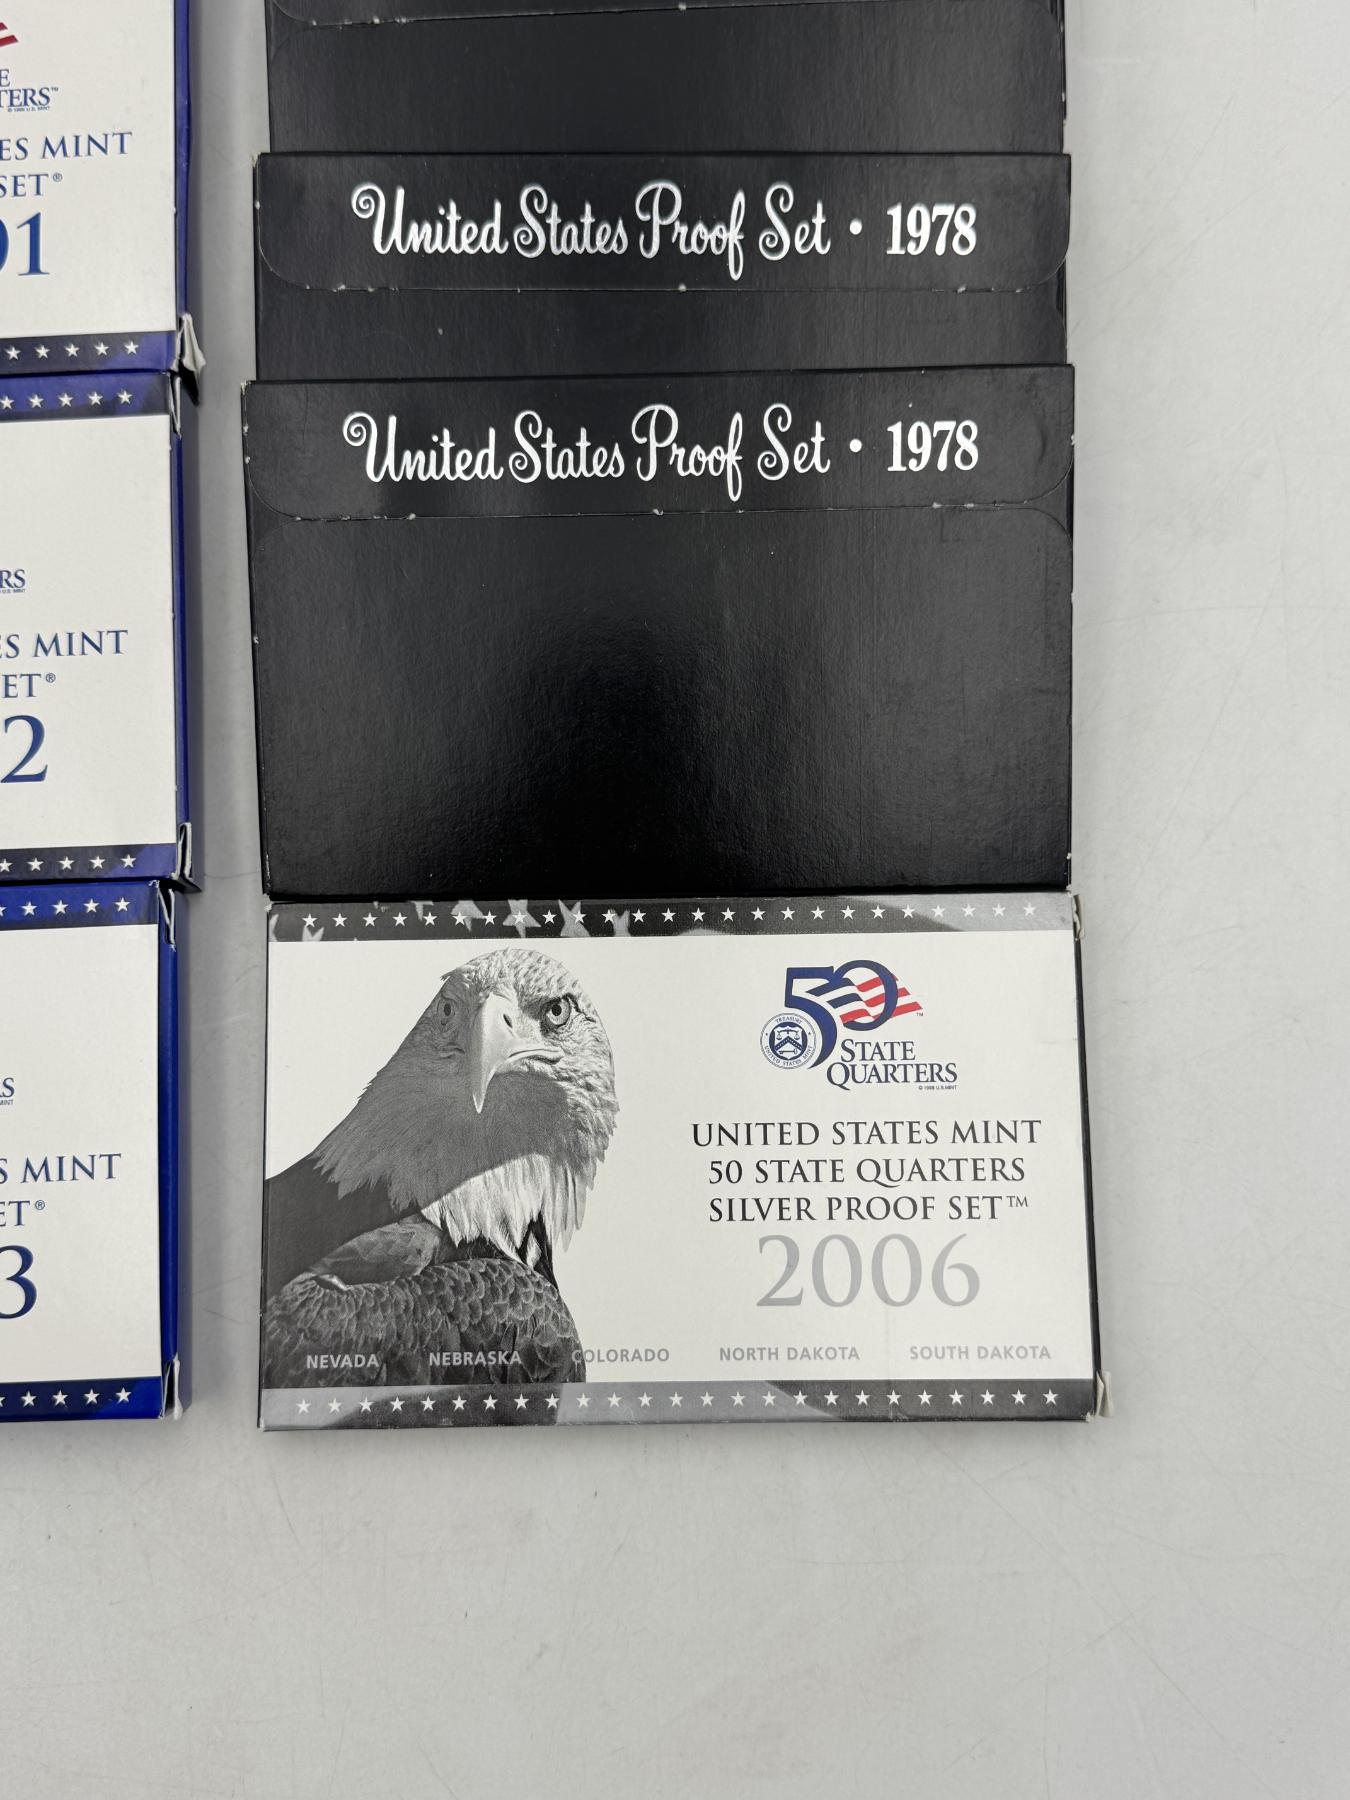 ES MINT
SET®
ES MINT
ET®
2
S MINT
ET®
3
United States Proof Set • 1978
United States Proof Set • 1978
50
STATE
QUARTERS
UNITED STATES MINT
50 STATE QUARTERS
SILVER PROOF SET™
2006
NEVADA NEBRASKA COLORADO NORTH DAKOTA SOUTH DAKOTA